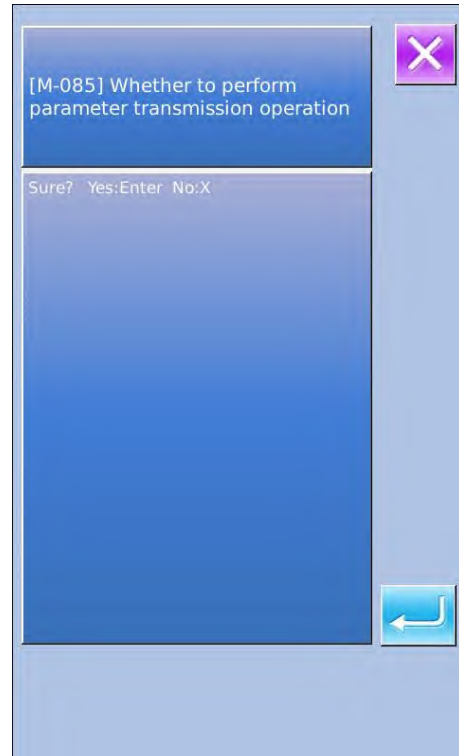 [M-085] Whether to perform
parameter transmission operation
Sure? Yes:Enter No:X